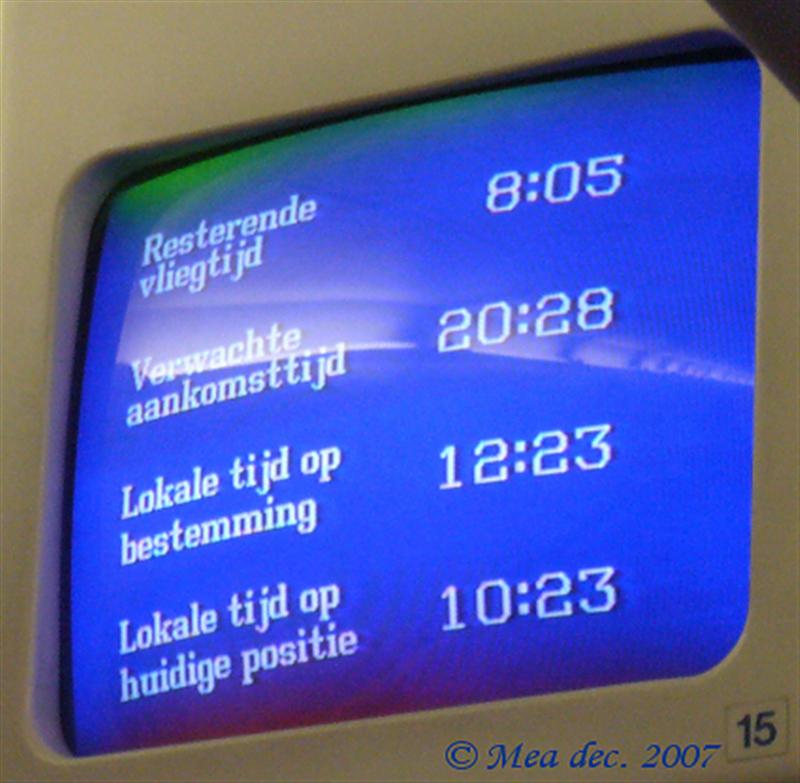 Resterende
vliegtijd
8:05
Verwachte
aankomsttijd
20:28
Lokale tijd op
bestemming
12:23
Lokale tijd op
huidige positie
10:23
15
© Mea dec. 2007